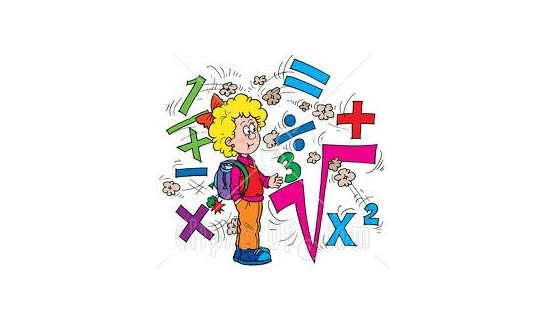 =
1/x
÷ +
3√x²
−
×